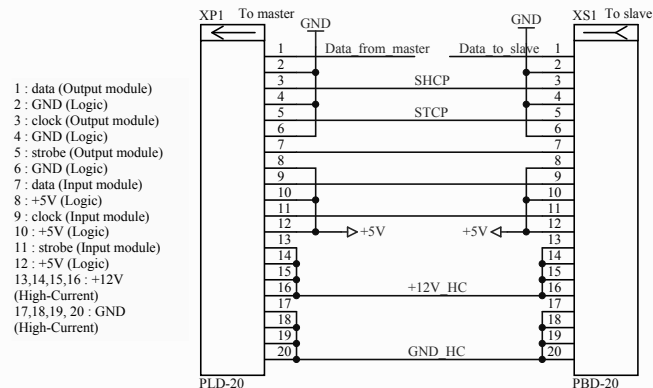 XP1 To master
GND
GND
XS1 To slave
1 Data_from_master Data_to_slave 1
2 2
3 SHCP 3
4 4
5 STCP 5
6 6
7 7
8 8
9 9
10 10
11 11
12 +5V +5V 12
13 13
14 14
15 15
16 +12V_HC 16
17 17
18 18
19 19
20 GND_HC 20
PLD-20
PBD-20
1 : data (Output module)
2 : GND (Logic)
3 : clock (Output module)
4 : GND (Logic)
5 : strobe (Output module)
6 : GND (Logic)
7 : data (Input module)
8 : +5V (Logic)
9 : clock (Input module)
10 : +5V (Logic)
11 : strobe (Input module)
12 : +5V (Logic)
13,14,15,16 : +12V
(High-Current)
17,18,19, 20 : GND
(High-Current)